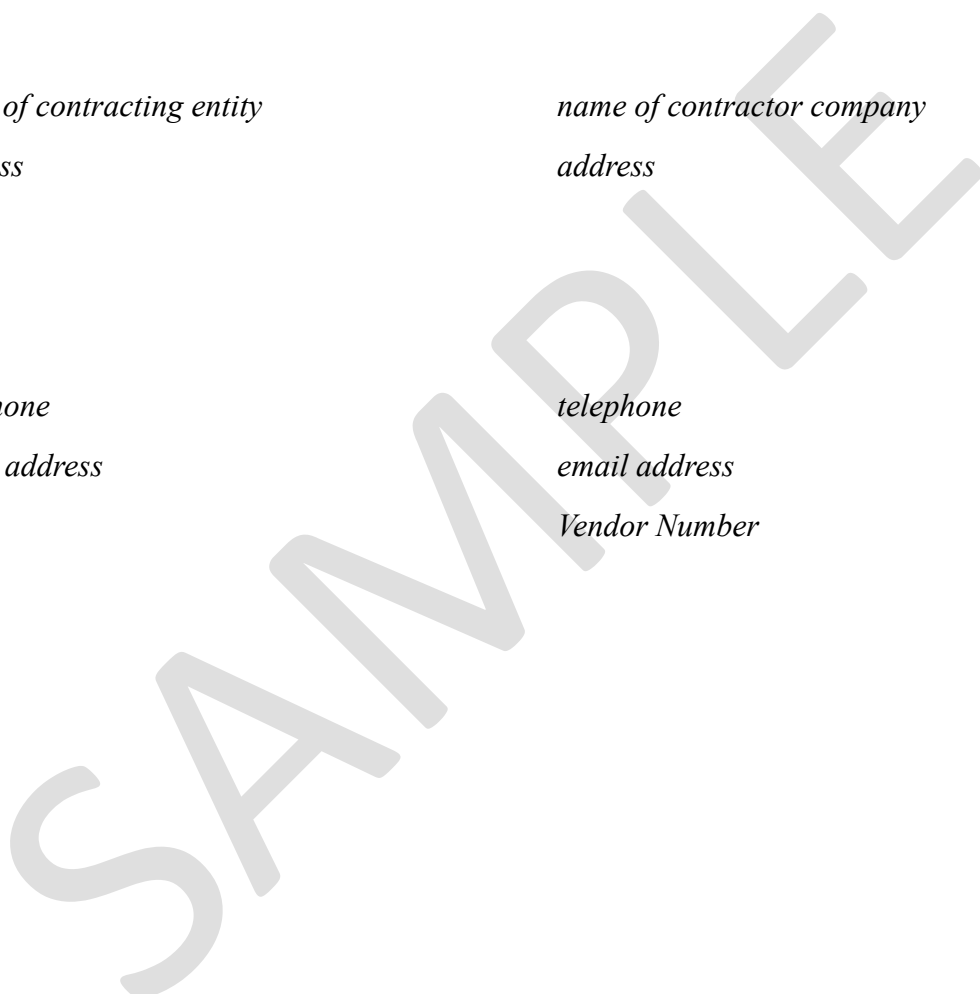 of contracting entity
name of contractor company
ss
address
one
telephone
address
email address
Vendor Number
SAMPLE